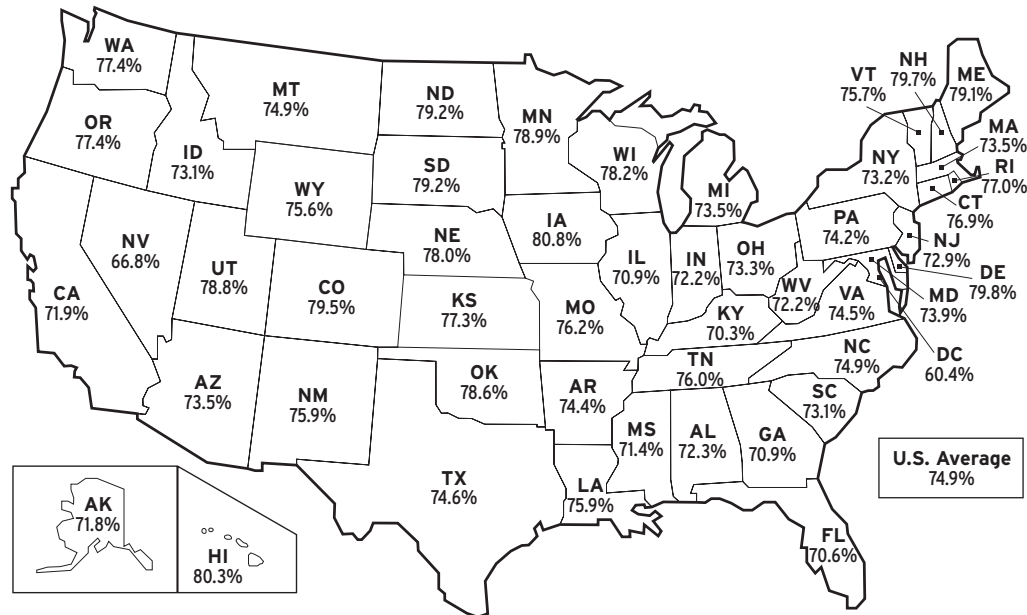 WA
77.4%
MT
74.9%
ND
79.2%
MN
78.9%
VT
75.7%
NH
79.7%
ME
79.1%
OR
77.4%
ID
73.1%
WY
75.6%
SD
79.2%
WI
78.2%
MI
73.5%
NY
73.2%
MA
73.5%
RI
77.0%
CT
76.9%
NV
66.8%
UT
78.8%
CO
79.5%
NE
78.0%
IA
80.8%
IL
70.9%
IN
72.2%
OH
73.3%
PA
74.2%
NJ
72.9%
DE
79.8%
MD
73.9%
DC
60.4%
CA
71.9%
KS
77.3%
MO
76.2%
KY
70.3%
WV
72.2%
VA
74.5%
AZ
73.5%
NM
75.9%
OK
78.6%
AR
74.4%
TN
76.0%
NC
74.9%
SC
73.1%
MS
71.4%
AL
72.3%
GA
70.9%
TX
74.6%
LA
75.9%
FL
70.6%
U.S. Average
74.9%
AK
71.8%
HI
80.3%